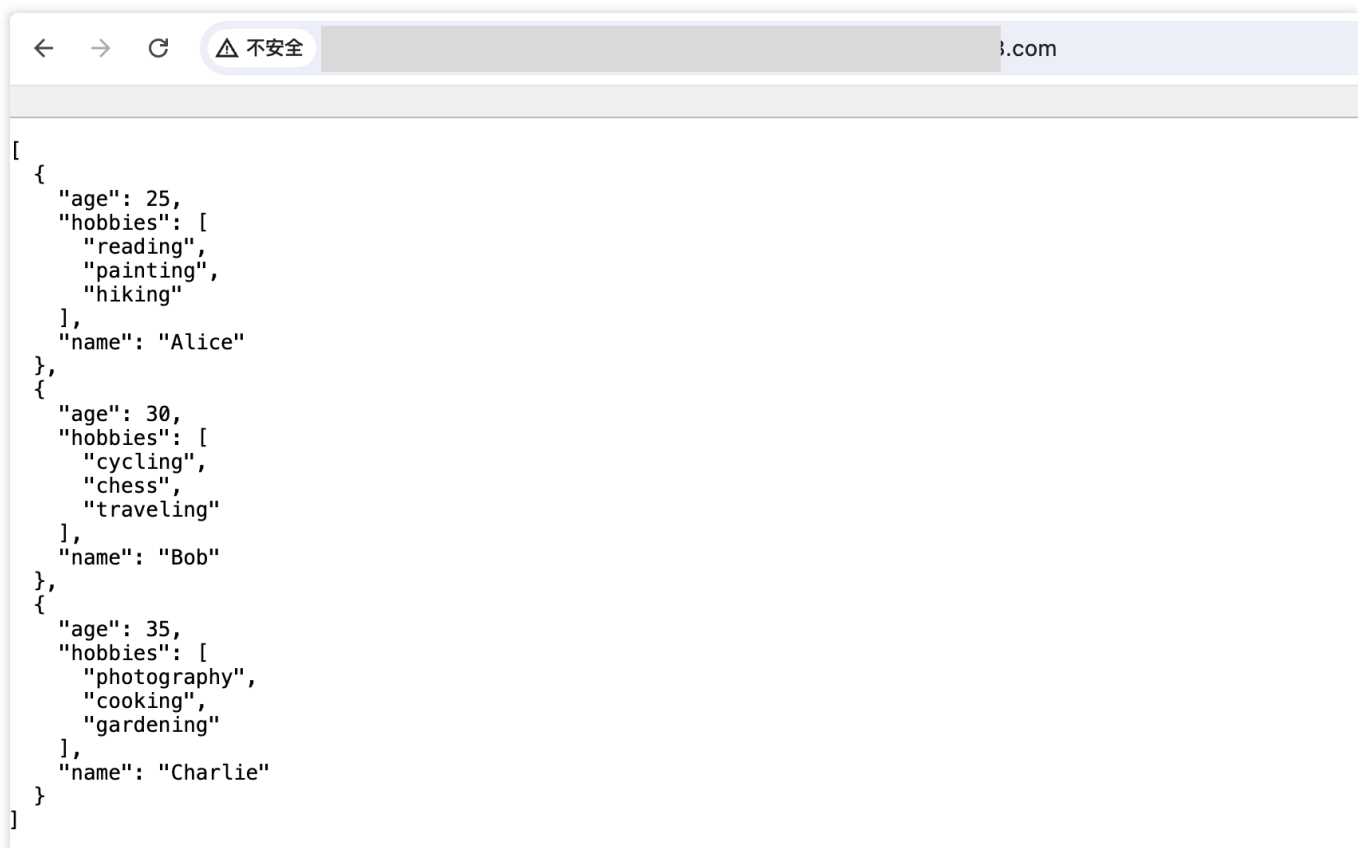 不安全
.com
[
  {
    "age": 25,
    "hobbies": [
      "reading",
      "painting",
      "hiking"
    ],
    "name": "Alice"
  },
  {
    "age": 30,
    "hobbies": [
      "cycling",
      "chess",
      "traveling"
    ],
    "name": "Bob"
  },
  {
    "age": 35,
    "hobbies": [
      "photography",
      "cooking",
      "gardening"
    ],
    "name": "Charlie"
  }
]